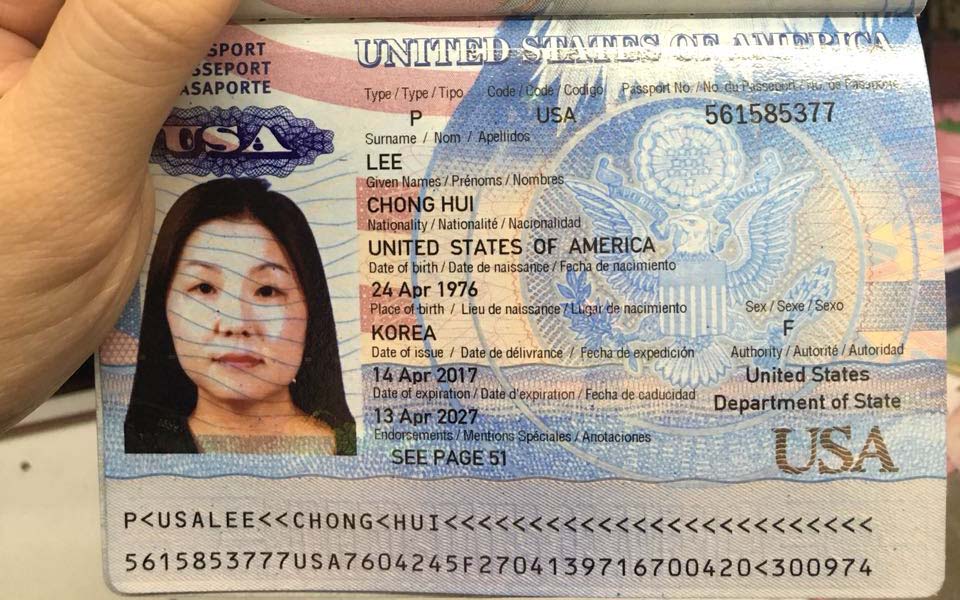 SPORT
SSEPORT
ASAPORTE
USA
UNITED STATES OF AMERICA
Type / Type / Tipo Code / Code / Codigo Passport No. / No. du Passeport / No. de Pasaporte
P USA 561585377
Surname / Nom / Apellidos
LEE
Given Names / Prénoms / Nombres
CHONG HUI
Nationality / Nationalité / Nacionalidad
UNITED STATES OF AMERICA
Date of birth / Date de naissance / Fecha de nacimiento
24 Apr 1976
Place of birth / Lieu de naissance / Lugar de nacimiento Sex / Sexe / Sexo
KOREA F
Date of issue / Date de délivrance / Fecha de expedición Authority / Autorité / Autoridad
14 Apr 2017 United States
Date of expiration / Date d'expiration / Fecha de caducidad Department of State
13 Apr 2027
Endorsements / Mentions Spéciales / Anotaciones
SEE PAGE 51 USA
P<USALEE<<CHONG<HUI<<<<<<<<<<<<<<<<<<<<<<<<<
5615853777USA7604245F2704139716700420<300974